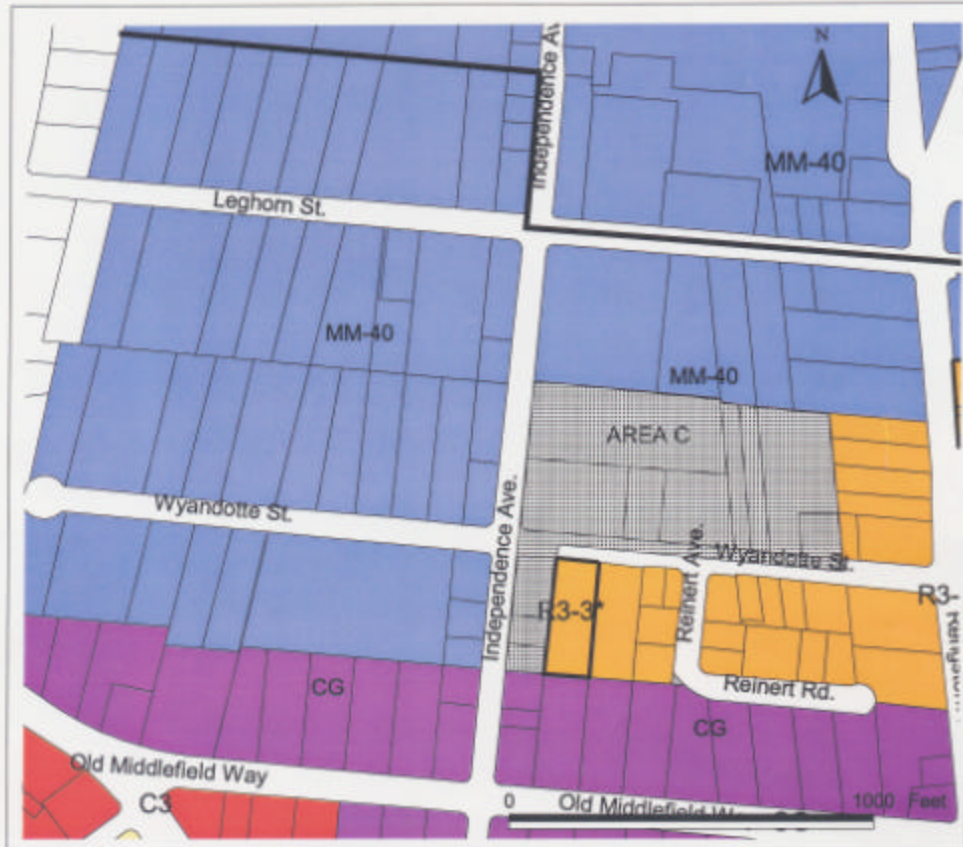 Independence Av
N
MM-40
Leghorn St.
MM-40
MM-40
AREA C
Wyandotte St.
Independence Ave.
Reinert Ave.
Wyandotte St.
R3-3*
R3-
CG
Reinert Rd.
CG
Old Middlefield Way
C3
0
1000 Feet
Old Middlefield W